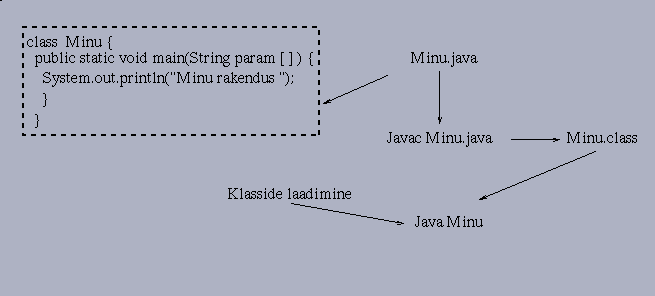 class Minu {
public static void main(String param [ ] ) {
System.out.println("Minu rakendus ");
}
}
Minu.java
Javac Minu.java
Minu.class
Klasside laadimine
Java Minu